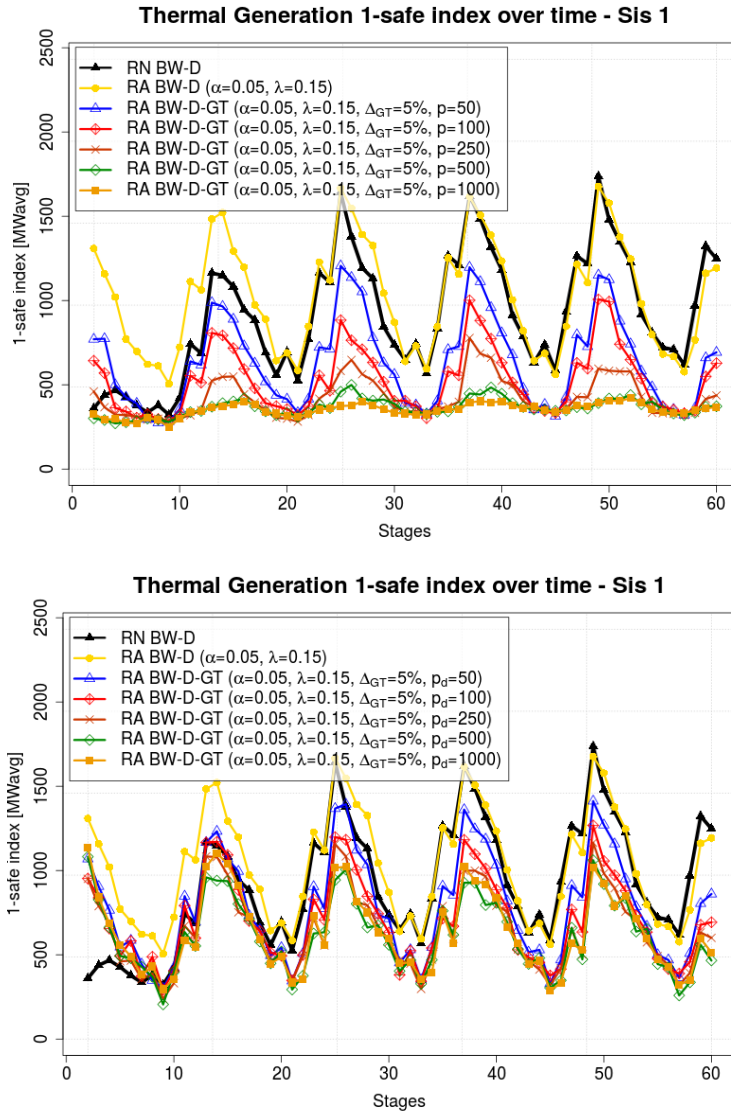 Thermal Generation 1-safe index over time - Sis 1
2500
2000
1500
1000
500
0
1-safe index [MWavg]
RN BW-D
RA BW-D (α=0.05, λ=0.15)
RA BW-D-GT (α=0.05, λ=0.15, ΔGT=5%, p=50)
RA BW-D-GT (α=0.05, λ=0.15, ΔGT=5%, p=100)
RA BW-D-GT (α=0.05, λ=0.15, ΔGT=5%, p=250)
RA BW-D-GT (α=0.05, λ=0.15, ΔGT=5%, p=500)
RA BW-D-GT (α=0.05, λ=0.15, ΔGT=5%, p=1000)
0 10 20 30 40 50 60
Stages
Thermal Generation 1-safe index over time - Sis 1
2500
2000
1500
1000
500
0
1-safe index [MWavg]
RN BW-D
RA BW-D (α=0.05, λ=0.15)
RA BW-D-GT (α=0.05, λ=0.15, ΔGT=5%, pd=50)
RA BW-D-GT (α=0.05, λ=0.15, ΔGT=5%, pd=100)
RA BW-D-GT (α=0.05, λ=0.15, ΔGT=5%, pd=250)
RA BW-D-GT (α=0.05, λ=0.15, ΔGT=5%, pd=500)
RA BW-D-GT (α=0.05, λ=0.15, ΔGT=5%, pd=1000)
0 10 20 30 40 50 60
Stages